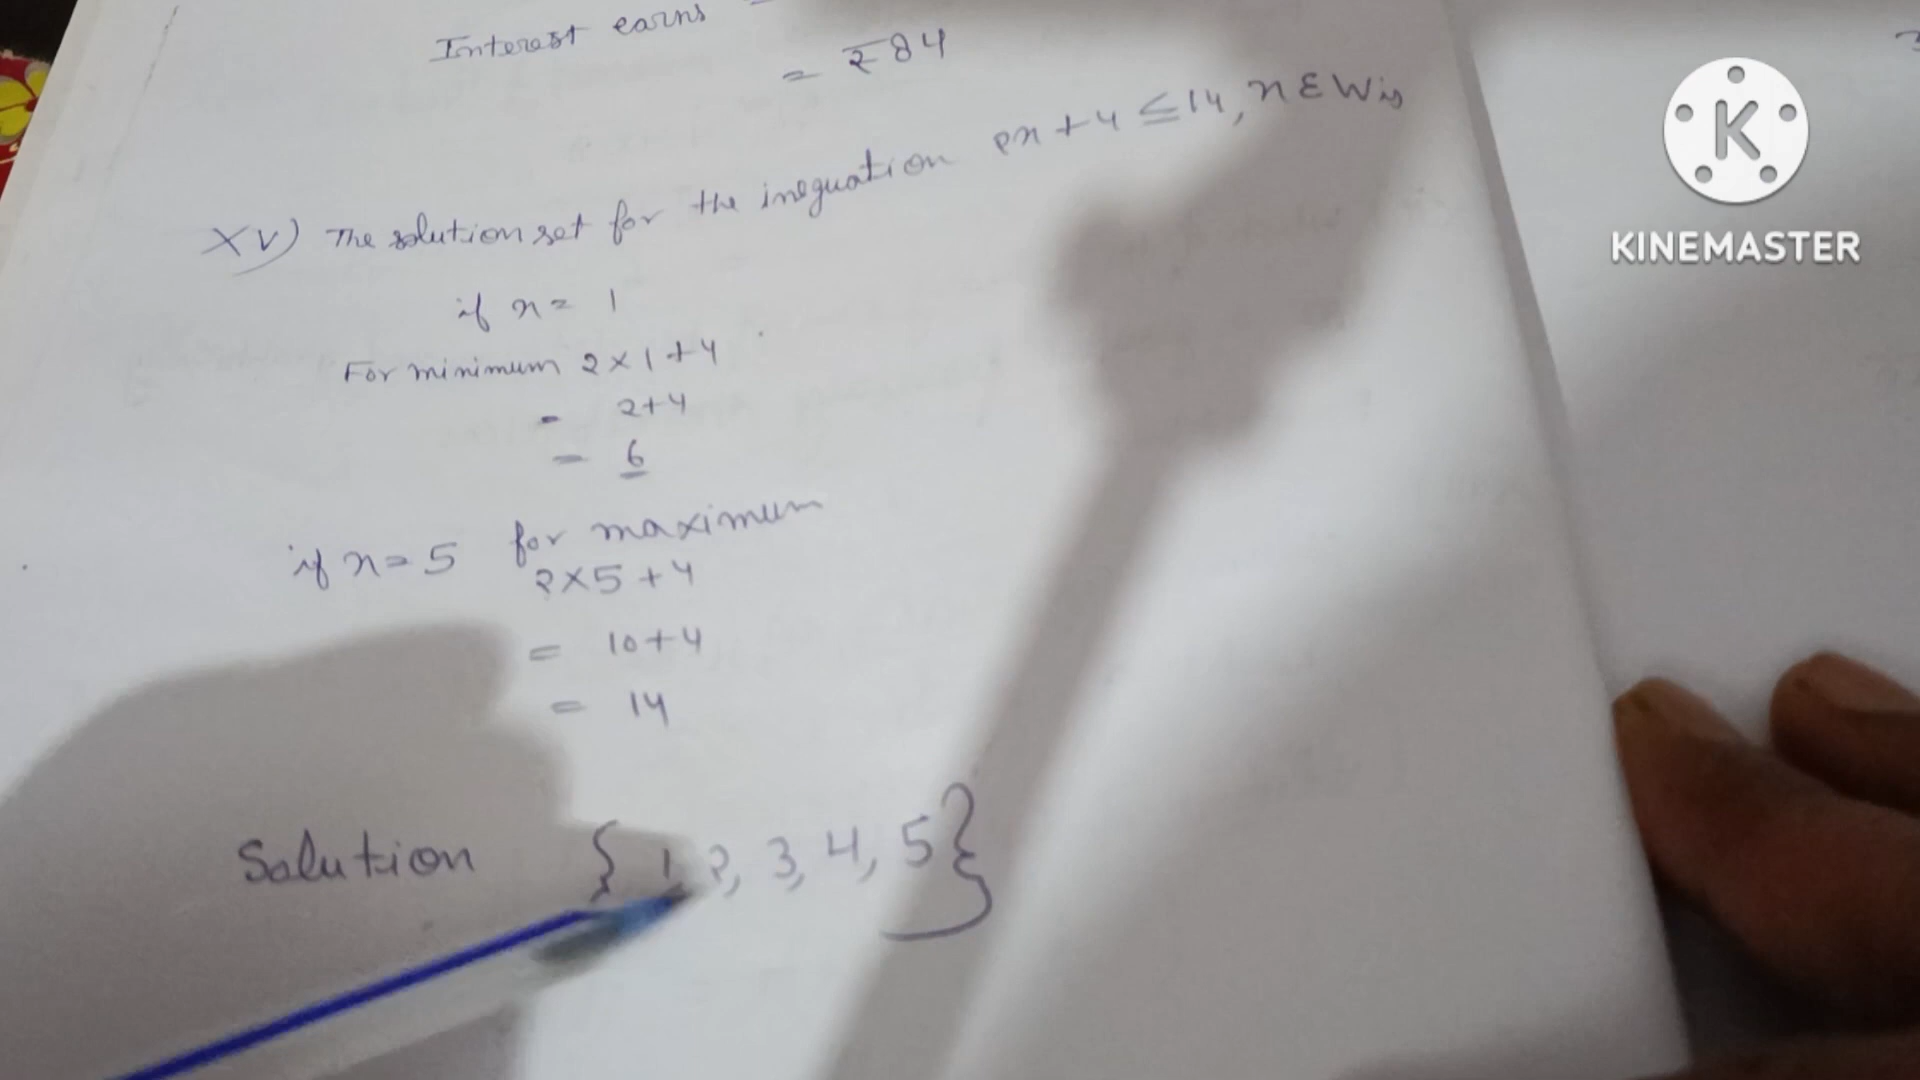 Interest earns =
= ₹84
XV) The solution set for the inequation 2x + 4 ≤ 14, x ε W is
if x = 1
For minimum 2 × 1 + 4
= 2+4
= 6
if x = 5 for maximum
2×5 + 4
= 10+4
= 14
Solution { 1, 2, 3, 4, 5}
K
KINEMASTER